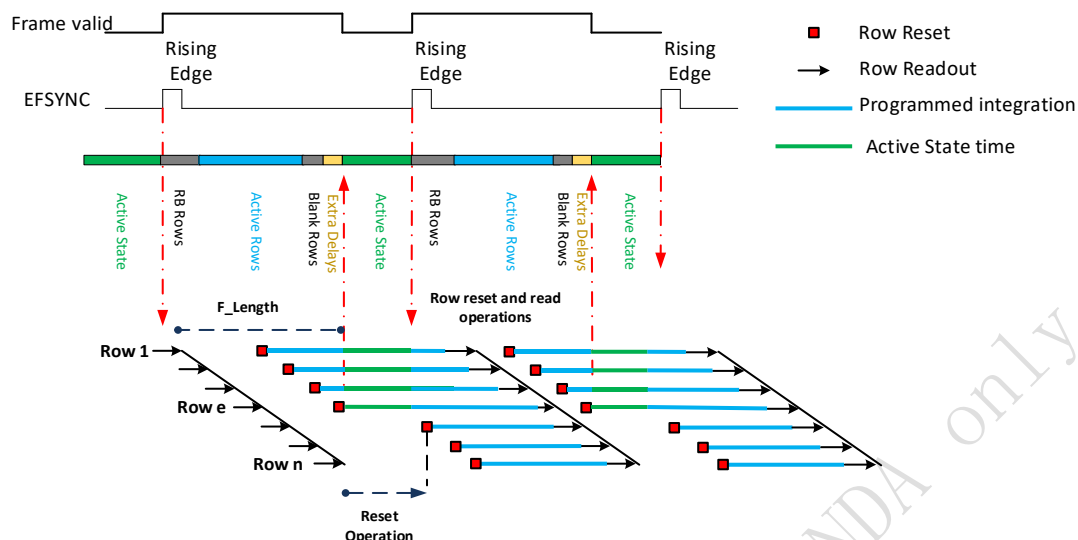 Frame valid
Rising
Edge
Rising
Edge
Rising
Edge
EFSYNC
Row Reset
Row Readout
Programmed integration
Active State time
Active State
RB Rows
Active Rows
Blank Rows
Extra Delays
Active State
RB Rows
Active Rows
Blank Rows
Extra Delays
Active State
F_Length
Row reset and read
operations
Row 1
Row e
Row n
Reset
Operation
NDA only